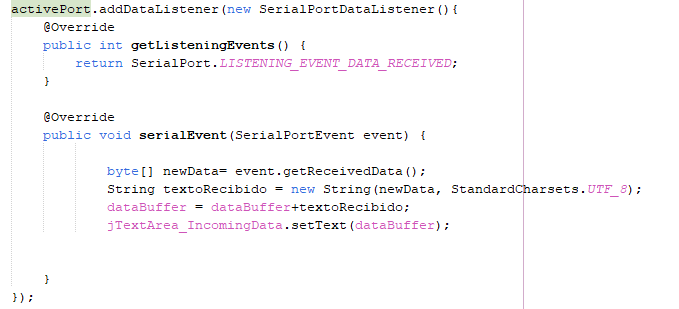 activePort.addDataListener(new SerialPortDataListener(){
    @Override
    public int getListeningEvents() {
        return SerialPort.LISTENING_EVENT_DATA_RECEIVED;
    }

    @Override
    public void serialEvent(SerialPortEvent event) {

            byte[] newData= event.getReceivedData();
            String textoRecibido = new String(newData, StandardCharsets.UTF_8);
            dataBuffer = dataBuffer+textoRecibido;
            jTextArea_IncomingData.setText(dataBuffer);


    }
});